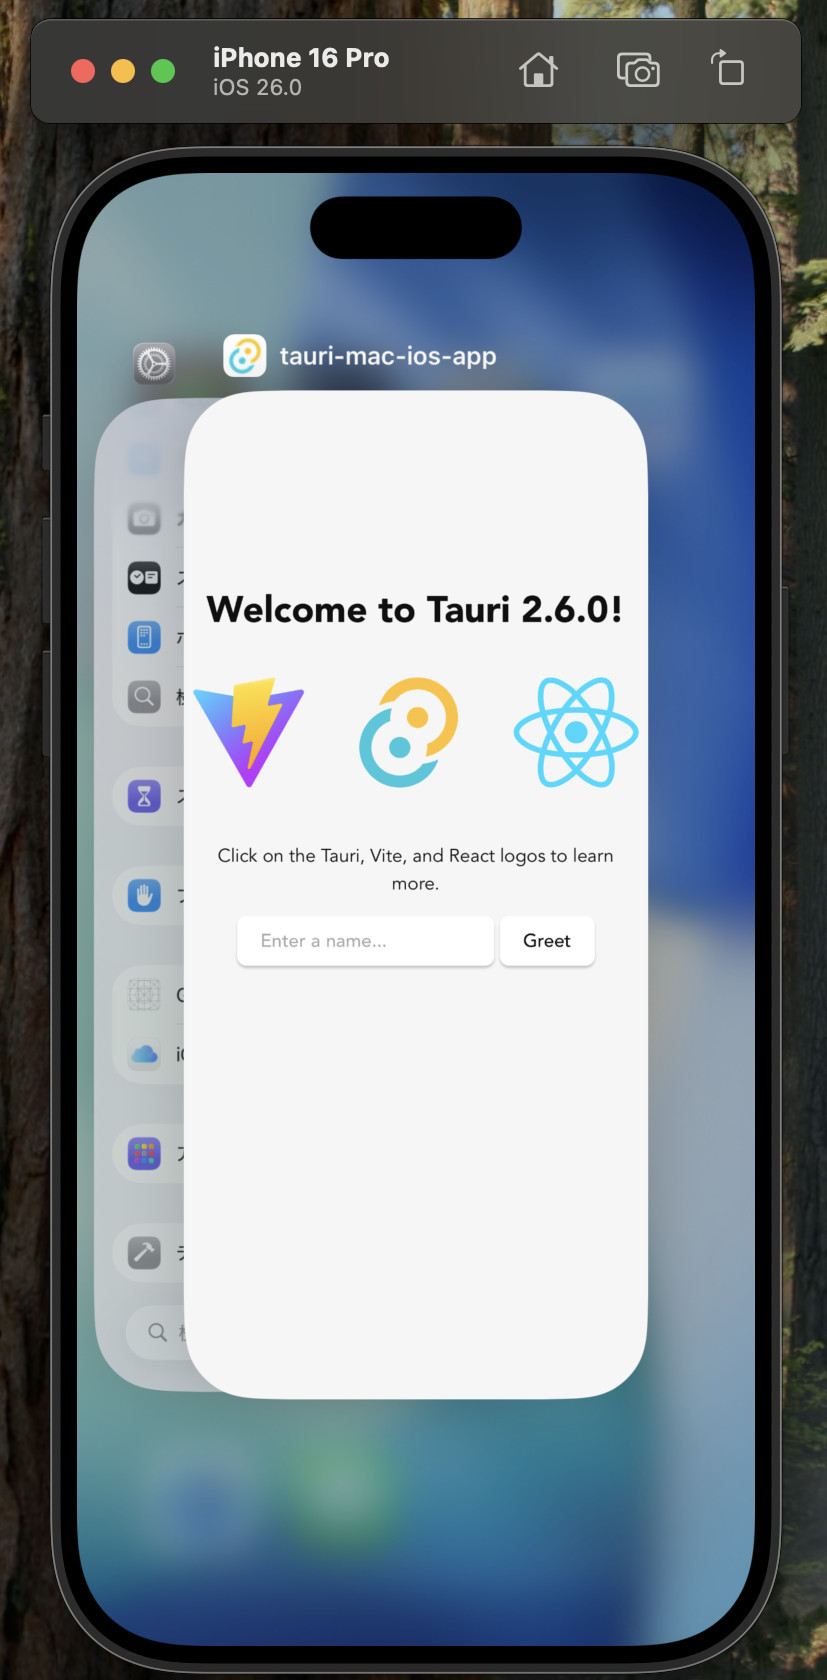 iPhone 16 Pro
iOS 26.0
tauri-mac-ios-app
Welcome to Tauri 2.6.0!
Click on the Tauri, Vite, and React logos to learn
more.
Enter a name...
Greet